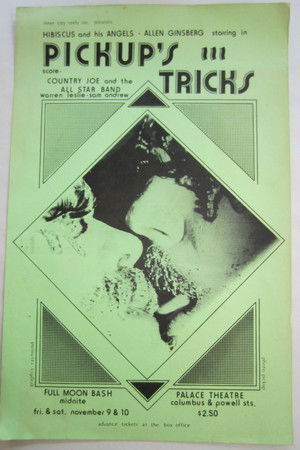 inner city verly inc. presents
HIBISCUS and his ANGELS - ALLEN GINSBERG starring in
PICKUP'S ''' TRICKS
score-
COUNTRY JOE and the
ALL STAR BAND
warren leslie - sam andrew
FULL MOON BASH
midnite
fri. & sat. november 9 & 10
PALACE THEATRE
columbus & powell sts.
$2.50
advance tickets at the box office